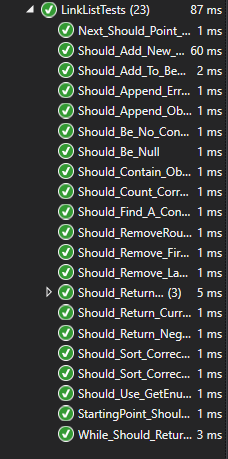 LinkListTests (23) 87 ms
Next_Should_Point_... 1 ms
Should_Add_New_... 60 ms
Should_Add_To_Be... 2 ms
Should_Append_Err... 1 ms
Should_Append_Ob... 1 ms
Should_Be_No_Con... 1 ms
Should_Be_Null 1 ms
Should_Contain_Ob... 1 ms
Should_Count_Corr... 1 ms
Should_Find_A_Con... 1 ms
Should_RemoveRou... 1 ms
Should_Remove_Fir... 1 ms
Should_Remove_La... 1 ms
Should_Return... (3) 5 ms
Should_Return_Curr... 1 ms
Should_Return_Neg... 1 ms
Should_Sort_Correc... 1 ms
Should_Sort_Correc... 1 ms
Should_Use_GetEnu... 1 ms
StartingPoint_Shoul... 1 ms
While_Should_Retur... 3 ms